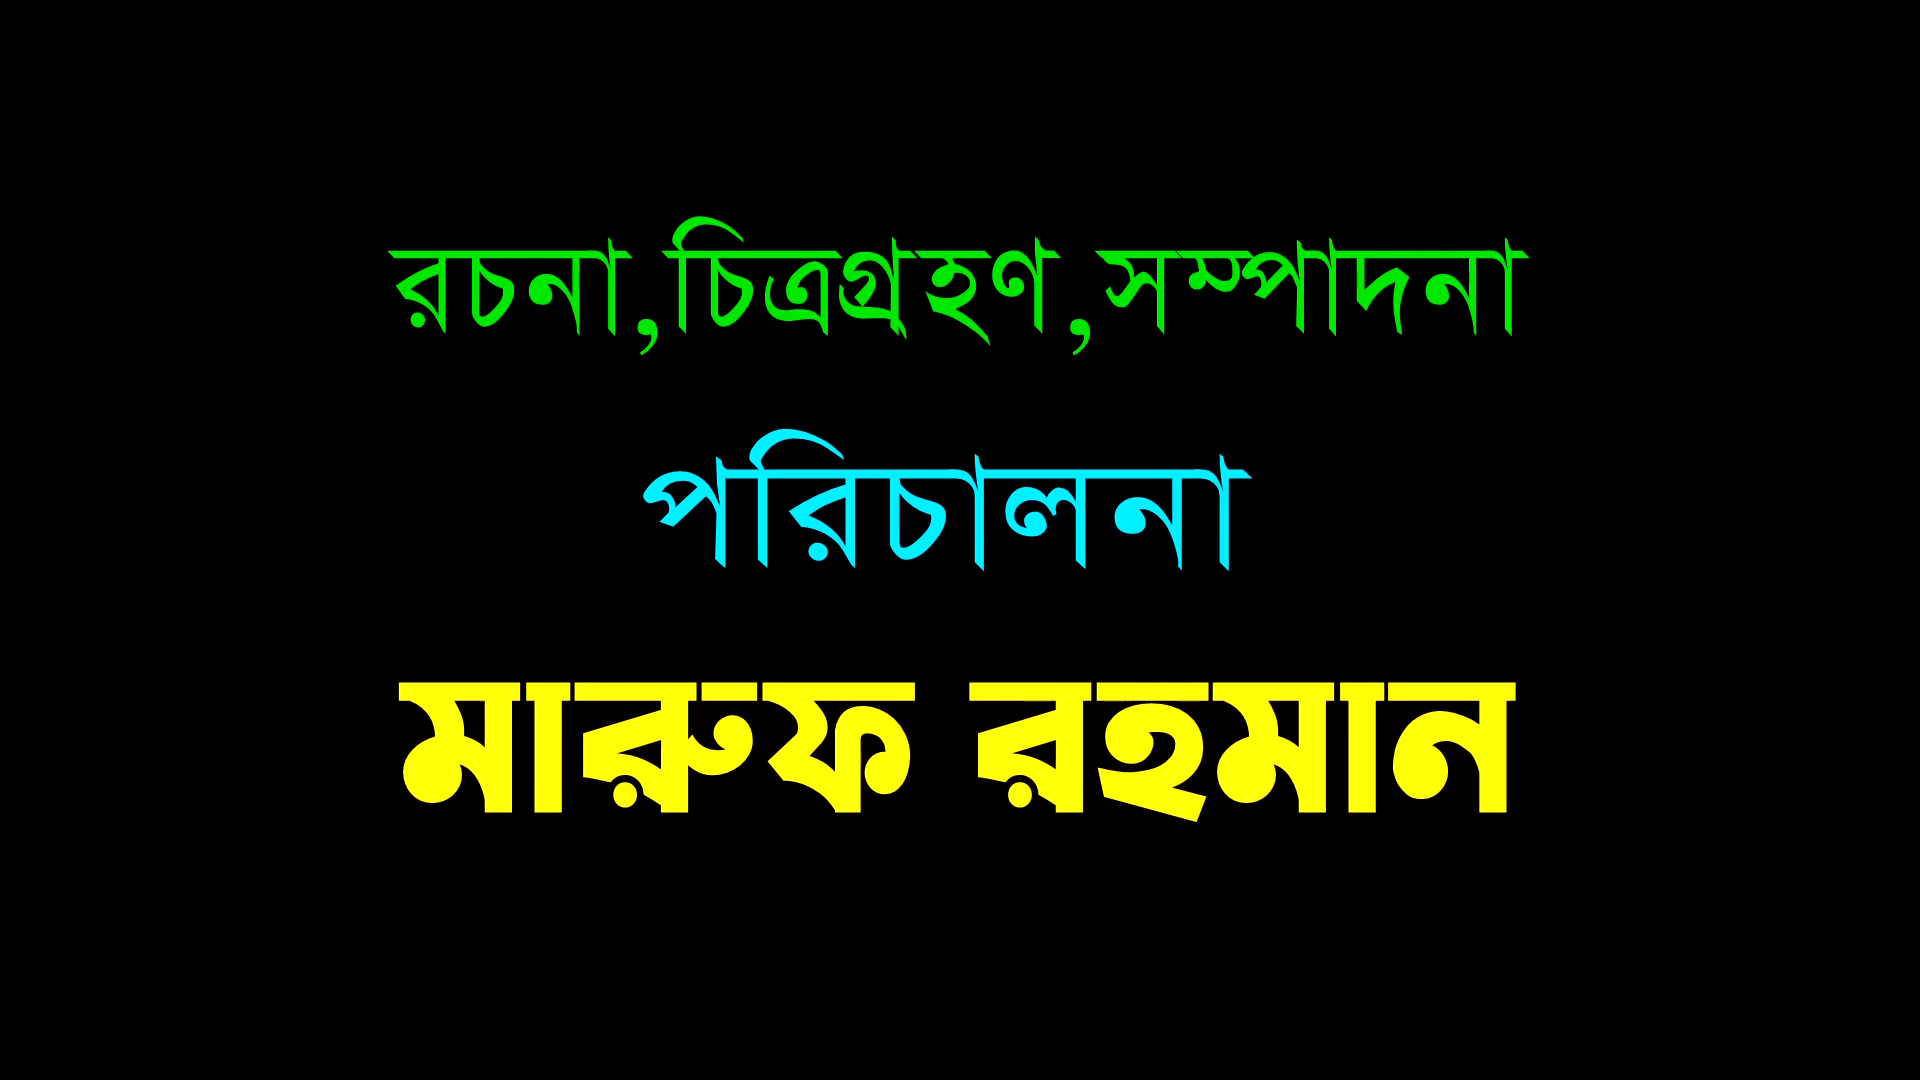 রচনা,চিত্রগ্রহণ,সম্পাদনা
পরিচালনা
মারুফ রহমান